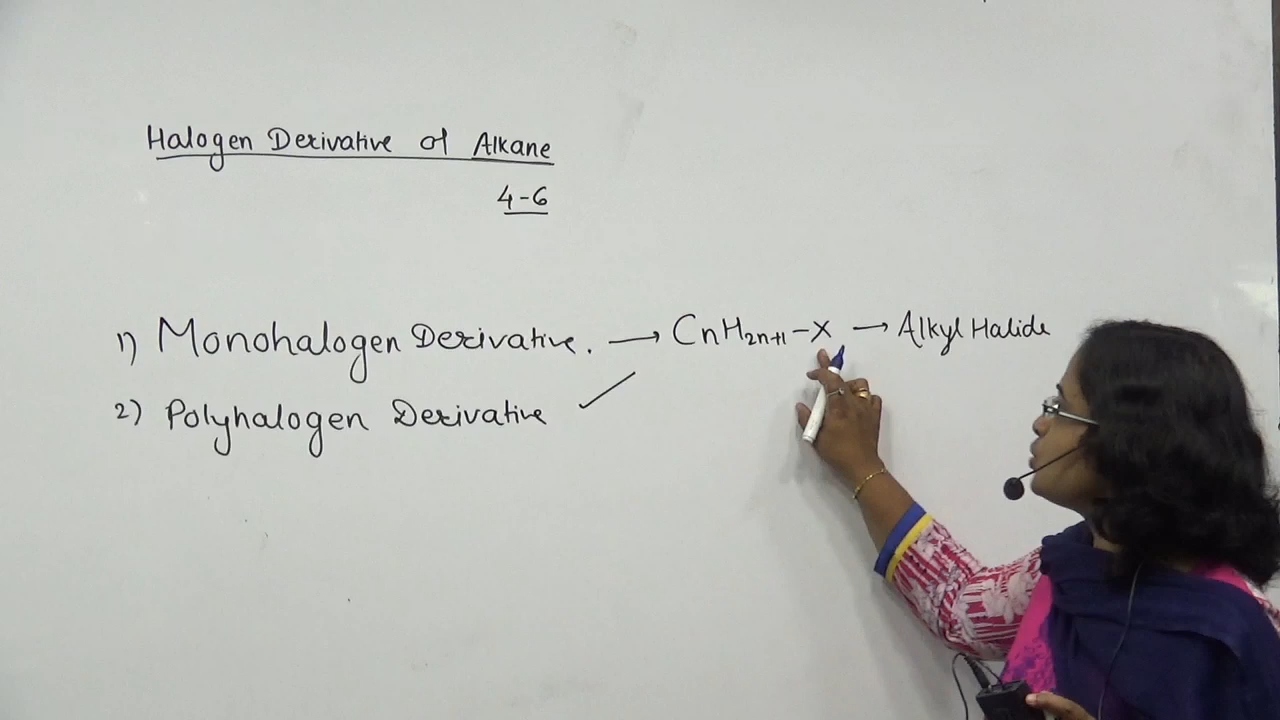 Halogen Derivative of Alkane
4-6
1) Monohalogen Derivative. → CnH2n+1-X → Alkyl Halide
2) Polyhalogen Derivative ✓